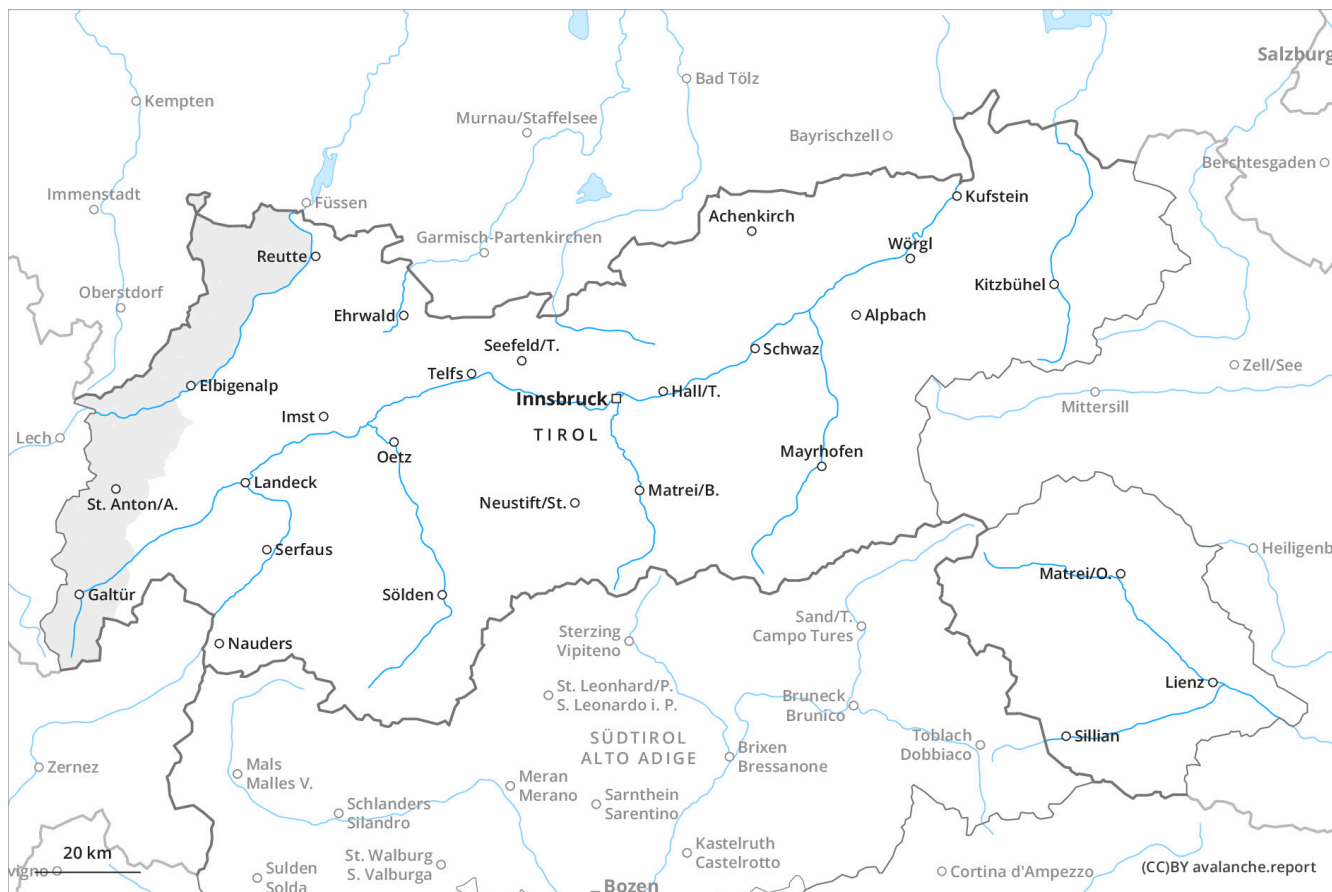 Salzburg
Bad Tölz
Kempten
Murnau/Staffelsee
Bayrischzell
Berchtesgaden
Immenstadt
Füssen
Kufstein
Achenkirch
Garmisch-Partenkirchen
Wörgl
Reutte
Kitzbühel
Oberstdorf
Ehrwald
Alpbach
Seefeld/T.
Schwaz
Zell/See
Telfs
Elbigenalp
Hall/T.
Innsbruck
Mittersill
Imst
TIROL
Lech
Oetz
Mayrhofen
Landeck
Matrei/B.
St. Anton/A.
Neustift/St.
Serfaus
Heiligenb
Matrei/O.
Galtür
Sölden
Sand/T.
Campo Tures
Sterzing
Vipiteno
Nauders
Lienz
St. Leonhard/P.
S. Leonardo i. P.
Bruneck
Brunico
SÜDTIROL
ALTO ADIGE
Toblach
Dobbiaco
Sillian
Brixen
Bressanone
Zernez
Mals
Malles V.
Meran
Merano
Sarnthein
Sarentino
Schlanders
Silandro
Kastelruth
Castelrotto
20 km
St. Walburg
S. Valburga
vigno
Sulden
Solda
Cortina d'Ampezzo
(CC)BY avalanche.report
Bozen